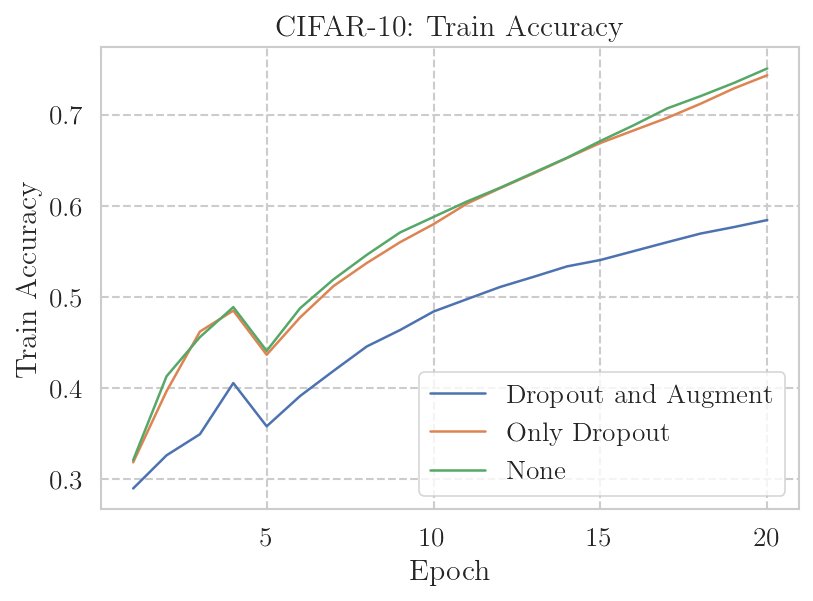 CIFAR-10: Train Accuracy
Train Accuracy
0.7
0.6
0.5
0.4
0.3
Dropout and Augment
Only Dropout
None
5
10
15
20
Epoch